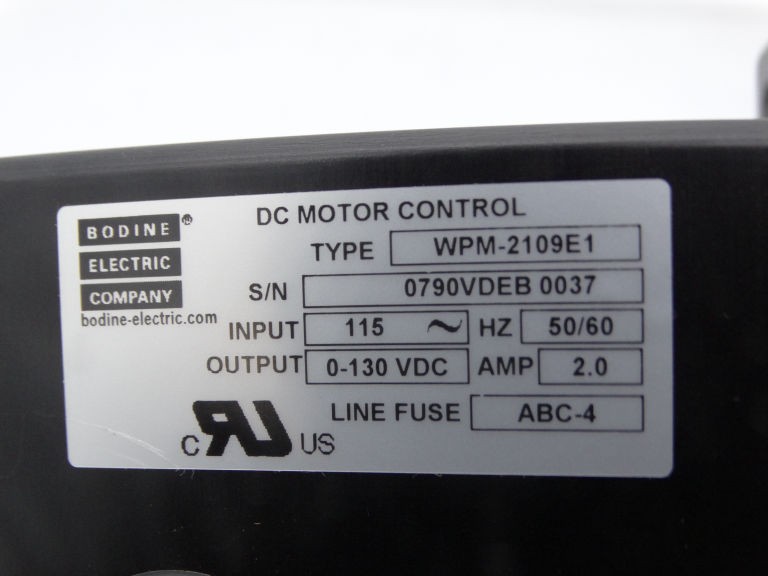 BODINE ®
ELECTRIC
COMPANY
bodine-electric.com
DC MOTOR CONTROL
TYPE WPM-2109E1
S/N 0790VDEB 0037
INPUT 115 ~ HZ 50/60
OUTPUT 0-130 VDC AMP 2.0
LINE FUSE ABC-4
C RU US